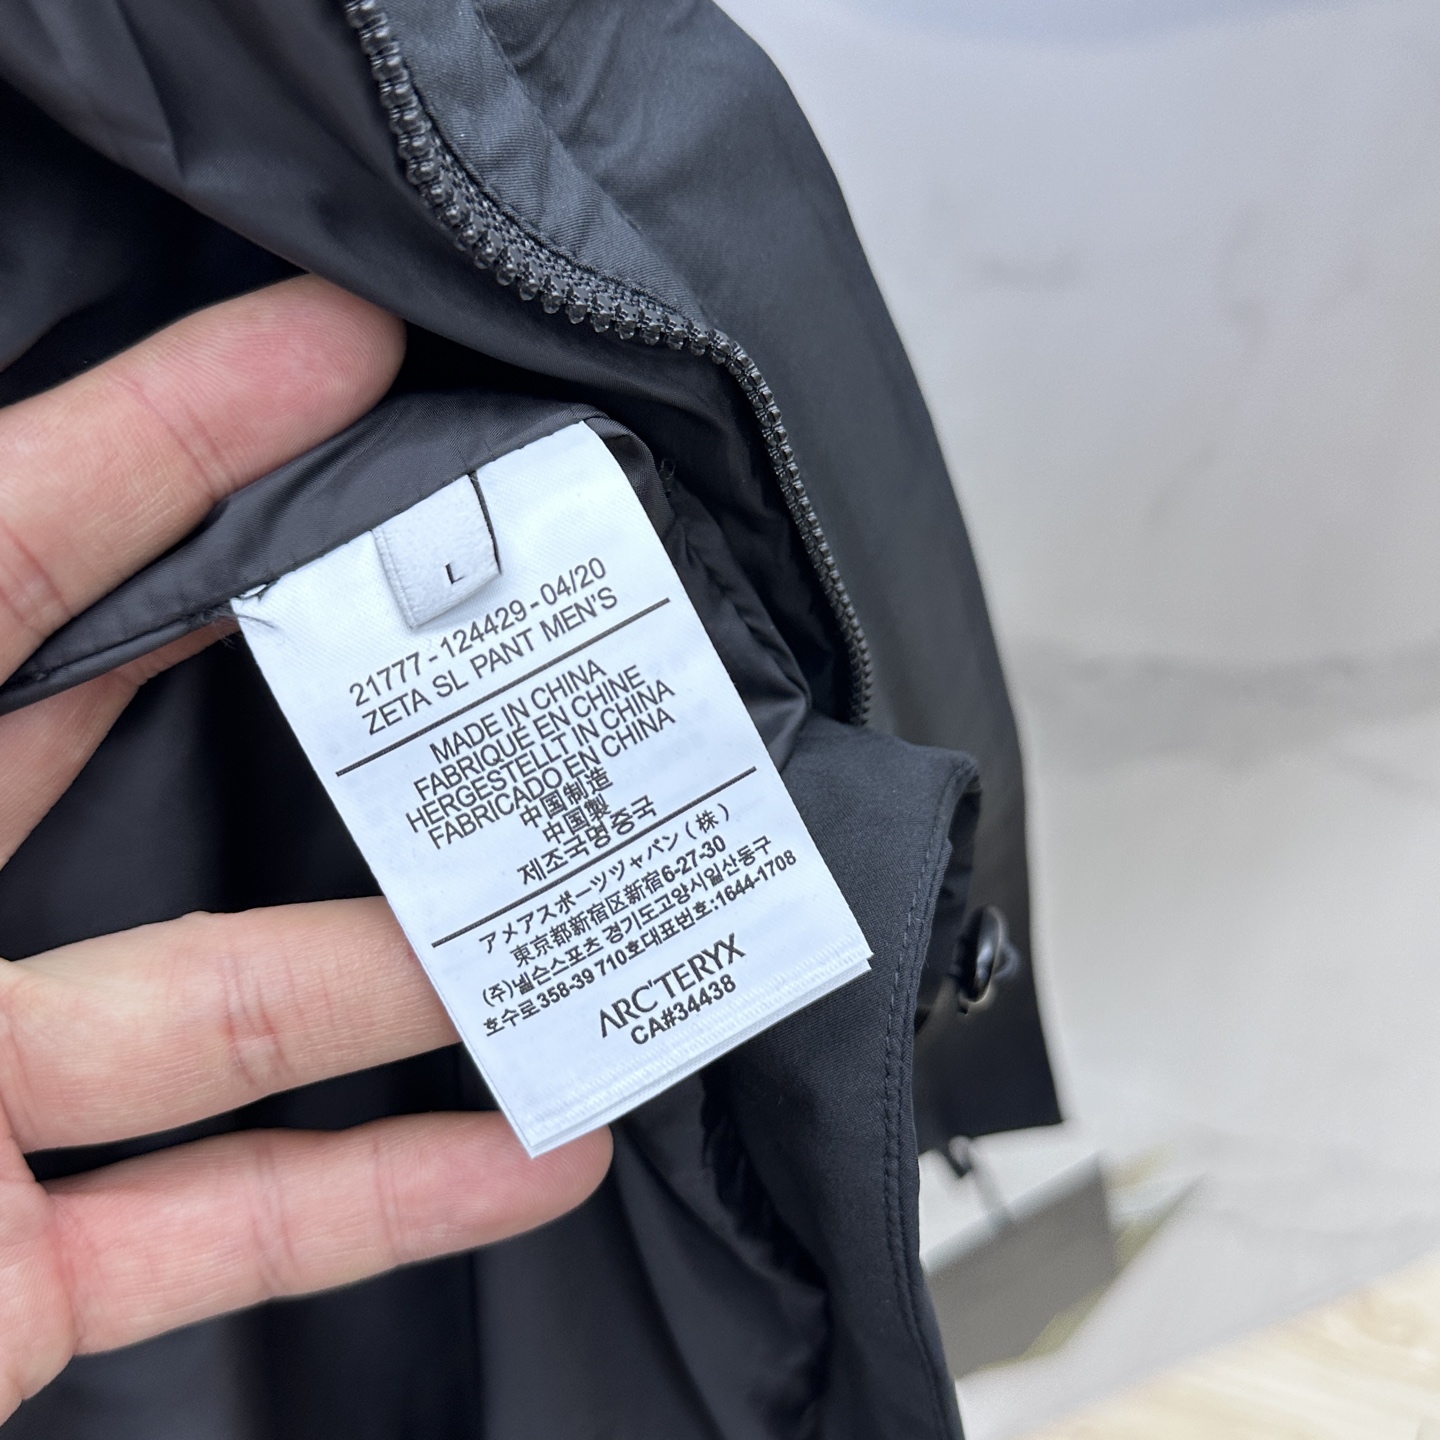 L
21777-124429-04/20
ZETA SL PANT MEN'S
MADE IN CHINA
FABRIQUÉ EN CHINE
HERGESTELLT IN CHINA
FABRICADO EN CHINA
中国制造
中国製
제조국명중국
アメアスポーツヅャパン(株)
東京都新宿区新宿6-27-30
(주)넬슨스포츠 경기도고양시일산동구
호수로358-39 710호대표번호:1644-1708
ARC'TERYX
CA#34438